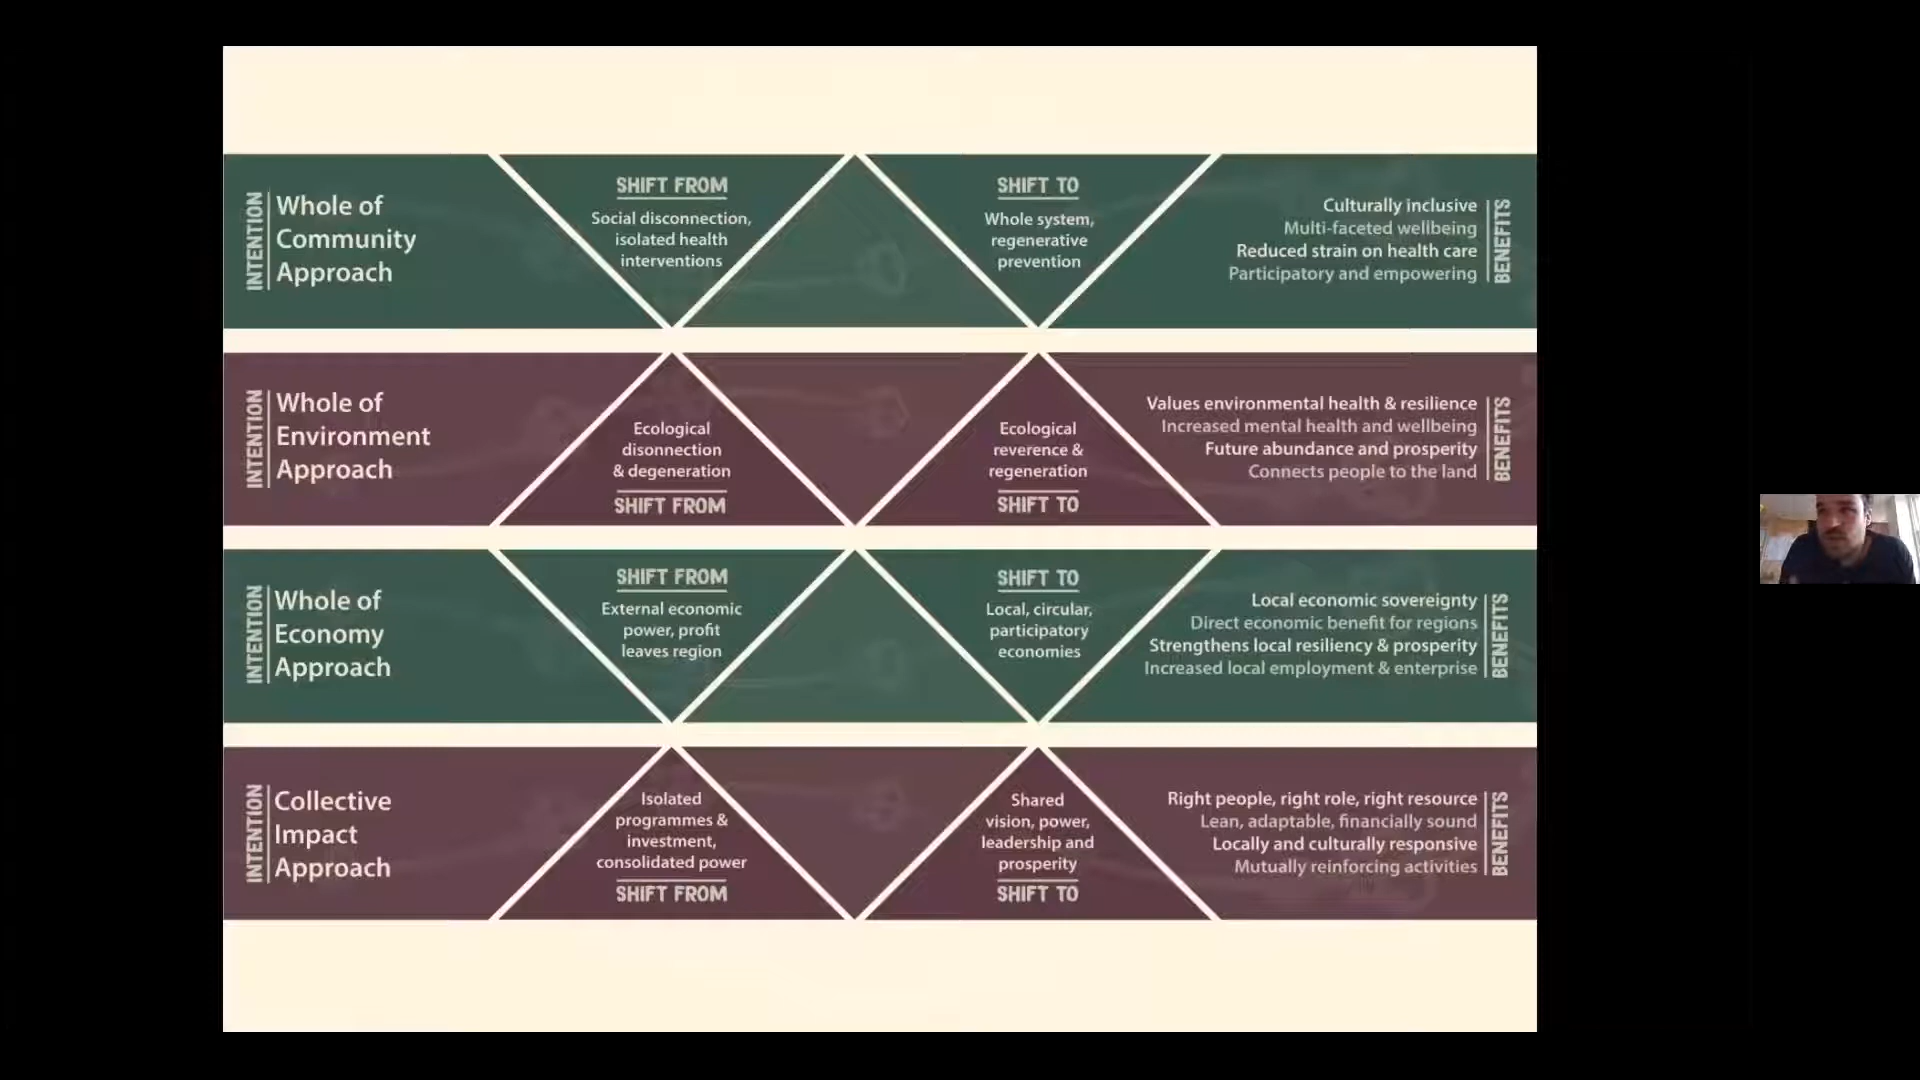 INTENTION
Whole of
Community
Approach
SHIFT FROM
Social disconnection,
isolated health
interventions
SHIFT TO
Whole system,
regenerative
prevention
Culturally inclusive
Multi-faceted wellbeing
Reduced strain on health care
Participatory and empowering
BENEFITS
INTENTION
Whole of
Environment
Approach
Ecological
disonnection
& degeneration
SHIFT FROM
Ecological
reverence &
regeneration
SHIFT TO
Values environmental health & resilience
Increased mental health and wellbeing
Future abundance and prosperity
Connects people to the land
BENEFITS
INTENTION
Whole of
Economy
Approach
SHIFT FROM
External economic
power, profit
leaves region
SHIFT TO
Local, circular,
participatory
economies
Local economic sovereignty
Direct economic benefit for regions
Strengthens local resiliency & prosperity
Increased local employment & enterprise
BENEFITS
INTENTION
Collective
Impact
Approach
Isolated
programmes &
investment,
consolidated power
SHIFT FROM
Shared
vision, power,
leadership and
prosperity
SHIFT TO
Right people, right role, right resource
Lean, adaptable, financially sound
Locally and culturally responsive
Mutually reinforcing activities
BENEFITS